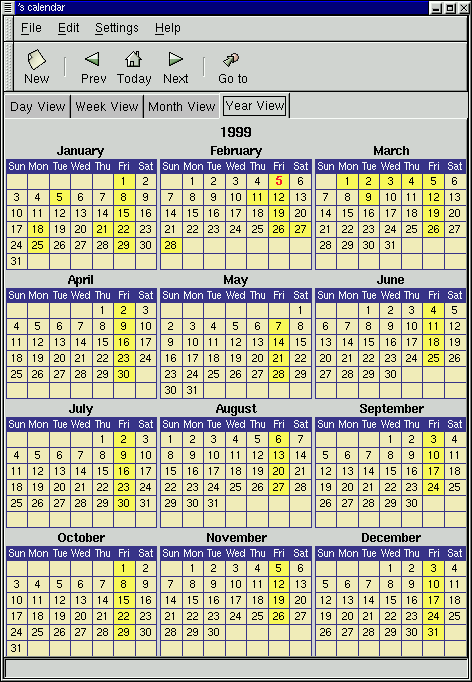 's calendar
File Edit Settings Help
New Prev Today Next Go to
Day View Week View Month View Year View
1999
January
Sun Mon Tue Wed Thu Fri Sat
1 2
3 4 5 6 7 8 9
10 11 12 13 14 15 16
17 18 19 20 21 22 23
24 25 26 27 28 29 30
31
February
Sun Mon Tue Wed Thu Fri Sat
1 2 3 4 5 6
7 8 9 10 11 12 13
14 15 16 17 18 19 20
21 22 23 24 25 26 27
28
March
Sun Mon Tue Wed Thu Fri Sat
1 2 3 4 5 6
7 8 9 10 11 12 13
14 15 16 17 18 19 20
21 22 23 24 25 26 27
28 29 30 31
April
Sun Mon Tue Wed Thu Fri Sat
1 2 3
4 5 6 7 8 9 10
11 12 13 14 15 16 17
18 19 20 21 22 23 24
25 26 27 28 29 30
May
Sun Mon Tue Wed Thu Fri Sat
1
2 3 4 5 6 7 8
9 10 11 12 13 14 15
16 17 18 19 20 21 22
23 24 25 26 27 28 29
30 31
June
Sun Mon Tue Wed Thu Fri Sat
1 2 3 4 5
6 7 8 9 10 11 12
13 14 15 16 17 18 19
20 21 22 23 24 25 26
27 28 29 30
July
Sun Mon Tue Wed Thu Fri Sat
1 2 3
4 5 6 7 8 9 10
11 12 13 14 15 16 17
18 19 20 21 22 23 24
25 26 27 28 29 30 31
August
Sun Mon Tue Wed Thu Fri Sat
1 2 3 4 5 6 7
8 9 10 11 12 13 14
15 16 17 18 19 20 21
22 23 24 25 26 27 28
29 30 31
September
Sun Mon Tue Wed Thu Fri Sat
1 2 3 4
5 6 7 8 9 10 11
12 13 14 15 16 17 18
19 20 21 22 23 24 25
26 27 28 29 30
October
Sun Mon Tue Wed Thu Fri Sat
1 2
3 4 5 6 7 8 9
10 11 12 13 14 15 16
17 18 19 20 21 22 23
24 25 26 27 28 29 30
31
November
Sun Mon Tue Wed Thu Fri Sat
1 2 3 4 5 6
7 8 9 10 11 12 13
14 15 16 17 18 19 20
21 22 23 24 25 26 27
28 29 30
December
Sun Mon Tue Wed Thu Fri Sat
1 2 3 4
5 6 7 8 9 10 11
12 13 14 15 16 17 18
19 20 21 22 23 24 25
26 27 28 29 30 31